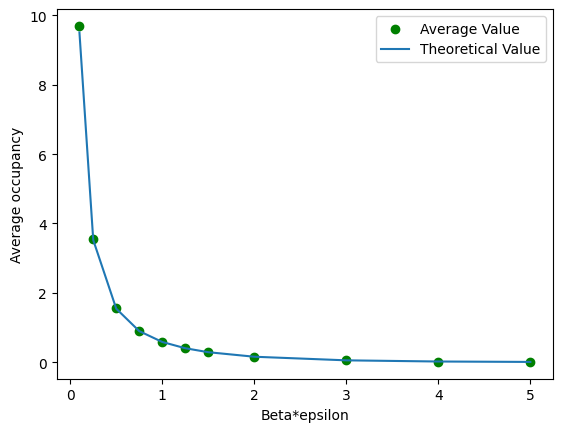 10
8
6
4
2
0
Average occupancy
Average Value
Theoretical Value
0 1 2 3 4 5
Beta*epsilon